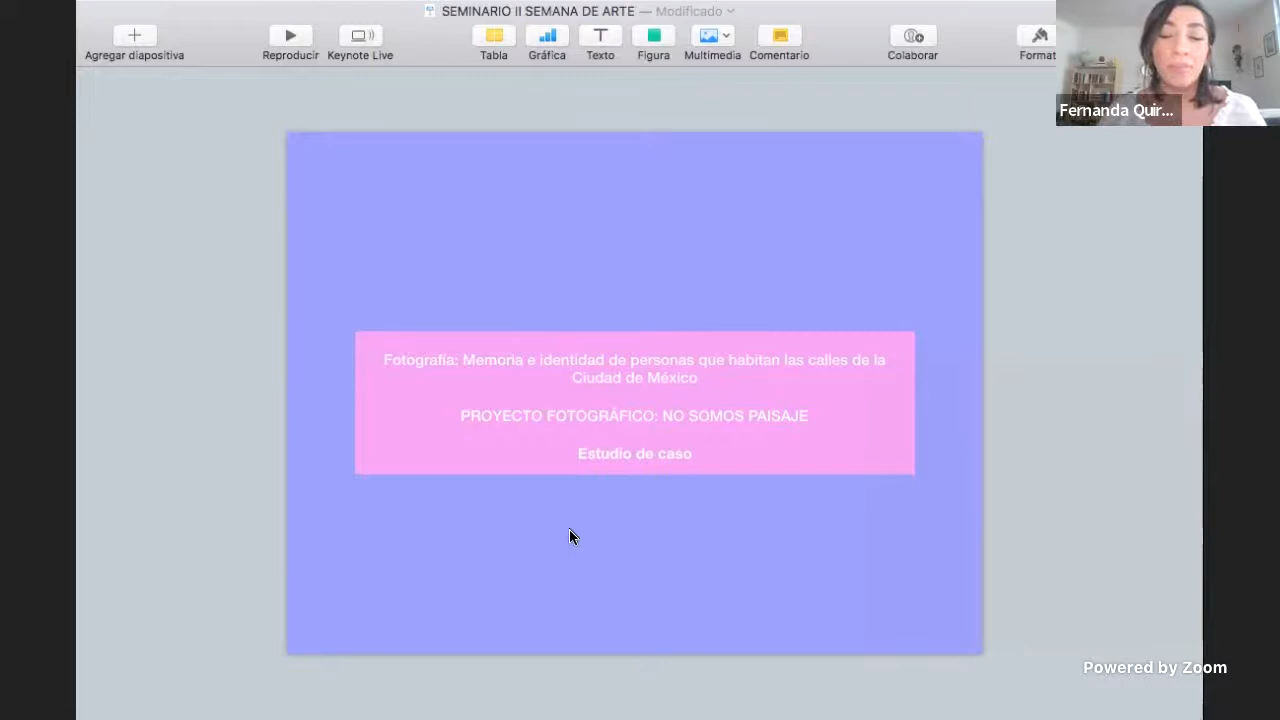 SEMINARIO II SEMANA DE ARTE — Modificado
Agregar diapositiva
Reproducir
Keynote Live
Tabla
Gráfica
Texto
Figura
Multimedia
Comentario
Colaborar
Format
Fernanda Quir...
Fotografía: Memoria e identidad de personas que habitan las calles de la
Ciudad de México
PROYECTO FOTOGRÁFICO: NO SOMOS PAISAJE
Estudio de caso
Powered by Zoom